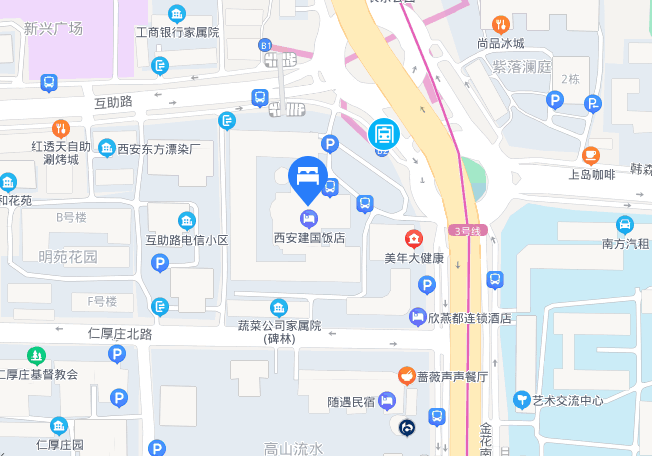 新兴广场
工商银行家属院
尚品冰城
紫落澜庭
2栋
B1
互助路
红透天自助
涮烤城
西安东方漂染厂
上岛咖啡
韩森
和花苑
B号楼
互助路电信小区
西安建国饭店
3号线
南方汽租
明苑花园
美年大健康
F号楼
蔬菜公司家属院
(碑林)
欣燕都连锁酒店
仁厚庄北路
仁厚庄基督教会
蔷薇声声餐厅
随遇民宿
艺术交流中心
仁厚庄园
高山流水
金花南